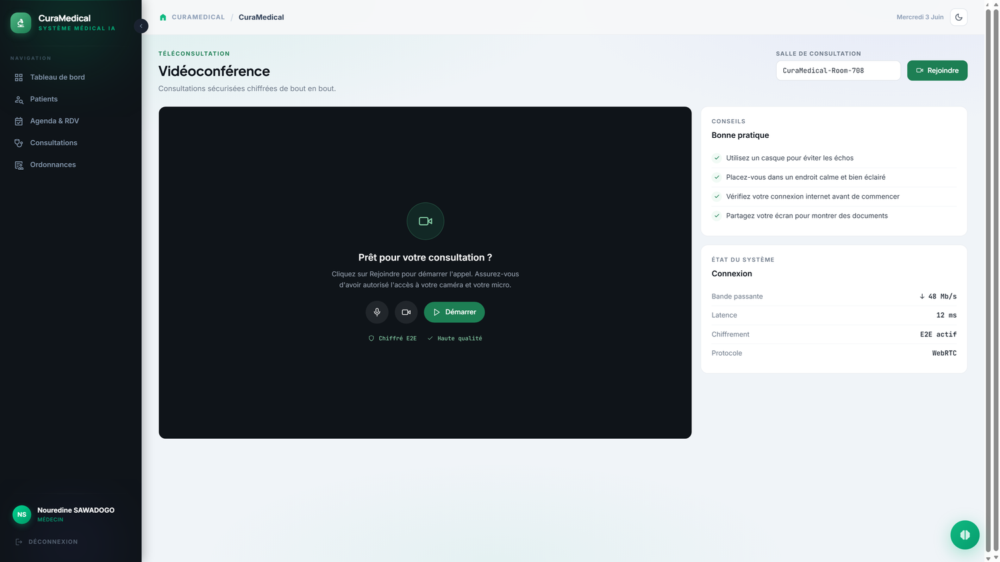 CuraMedical
SYSTÈME MÉDICAL IA
NAVIGATION
Tableau de bord
Patients
Agenda & RDV
Consultations
Ordonnances
NS
Nouredine SAWADOGO
MÉDECIN
DÉCONNEXION
CURAMEDICAL / CuraMedical
Mercredi 3 Juin
TÉLÉCONSULTATION
Vidéoconférence
Consultations sécurisées chiffrées de bout en bout.
SALLE DE CONSULTATION
CuraMedical-Room-708
Rejoindre
Prêt pour votre consultation ?
Cliquez sur Rejoindre pour démarrer l'appel. Assurez-vous
d'avoir autorisé l'accès à votre caméra et votre micro.
Démarrer
Chiffré E2E
Haute qualité
CONSEILS
Bonne pratique
Utilisez un casque pour éviter les échos
Placez-vous dans un endroit calme et bien éclairé
Vérifiez votre connexion internet avant de commencer
Partagez votre écran pour montrer des documents
ÉTAT DU SYSTÈME
Connexion
Bande passante ↓ 48 Mb/s
Latence 12 ms
Chiffrement E2E actif
Protocole WebRTC